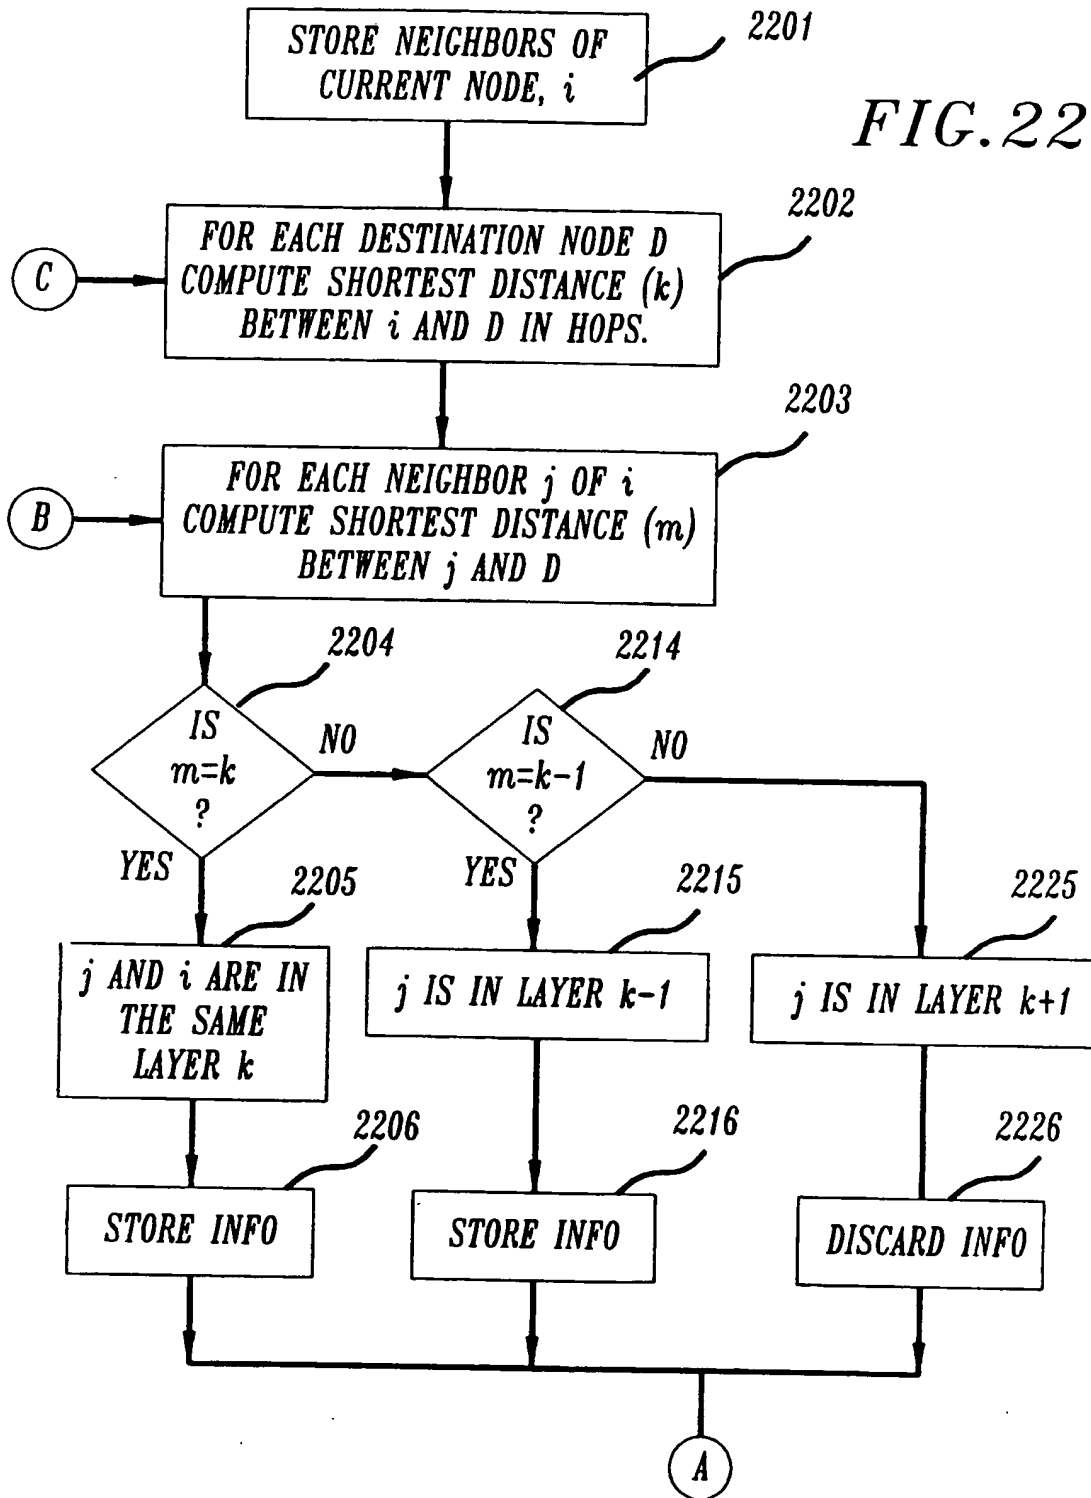 2201
STORE NEIGHBORS OF
CURRENT NODE, i
FIG.22
2202
FOR EACH DESTINATION NODE D
COMPUTE SHORTEST DISTANCE (k)
BETWEEN i AND D IN HOPS.
C
2203
FOR EACH NEIGHBOR j OF i
COMPUTE SHORTEST DISTANCE (m)
BETWEEN j AND D
B
2204
IS
m=k
?
NO
YES
2214
IS
m=k-1
?
NO
YES
2205
j AND i ARE IN
THE SAME
LAYER k
2215
j IS IN LAYER k-1
2225
j IS IN LAYER k+1
2206
STORE INFO
2216
STORE INFO
2226
DISCARD INFO
A